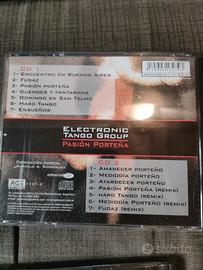 CD 1
1- Encuentro en Buenos Aires
2- Fugaz
3- Pasión Porteña
4- Duendes y fantasmas
5- Domingo en San Telmo
6- Hard Tango
7- Ensueños
Electronic
Tango Group
Pasión Porteña
CD 2
1- Amanecer porteño
2- Mediodía porteño
3- Atardecer porteño
4- Pasión Porteña (remix)
5- Hard Tango (remix)
6- Mediodía Porteño (remix)
7- Fugaz (remix)
RGS
Subito